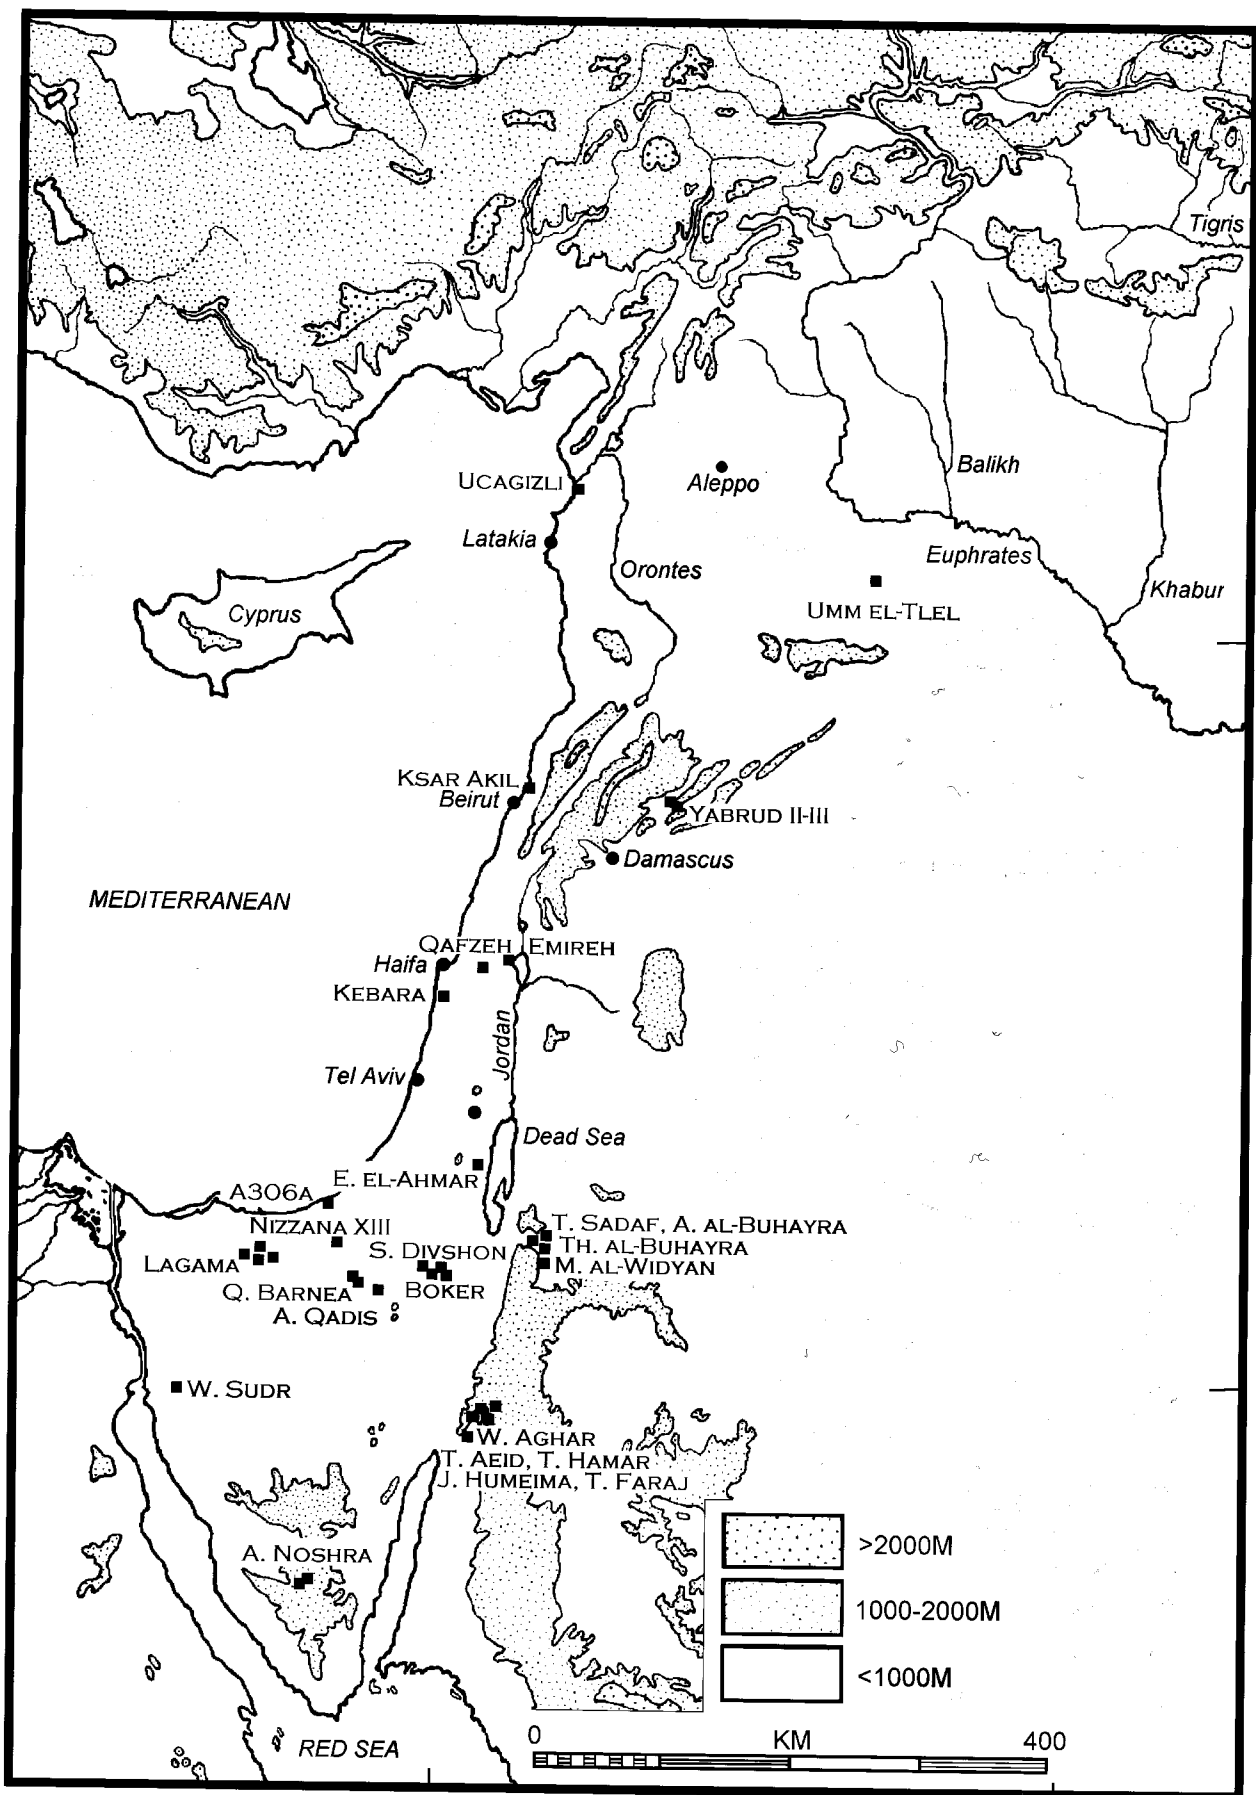 Tigris
Balikh
Aleppo
UCAGIZLI
Latakia
Euphrates
Orontes
Khabur
UMM EL-TLEL
Cyprus
KSAR AKIL
Beirut
YABRUD II-III
Damascus
MEDITERRANEAN
QAFZEH
EMIREH
Haifa
KEBARA
Jordan
Tel Aviv
Dead Sea
E. EL-AHMAR
A306A
NIZZANA XIII
T. SADAF, A. AL-BUHAYRA
S. DIVSHON
TH. AL-BUHAYRA
LAGAMA
M. AL-WIDYAN
Q. BARNEA
BOKER
A. QADIS
W. SUDR
W. AGHAR
T. AEID, T. HAMAR
J. HUMEIMA, T. FARAJ
A. NOSHRA
>2000M
1000-2000M
<1000M
RED SEA
0 KM 400